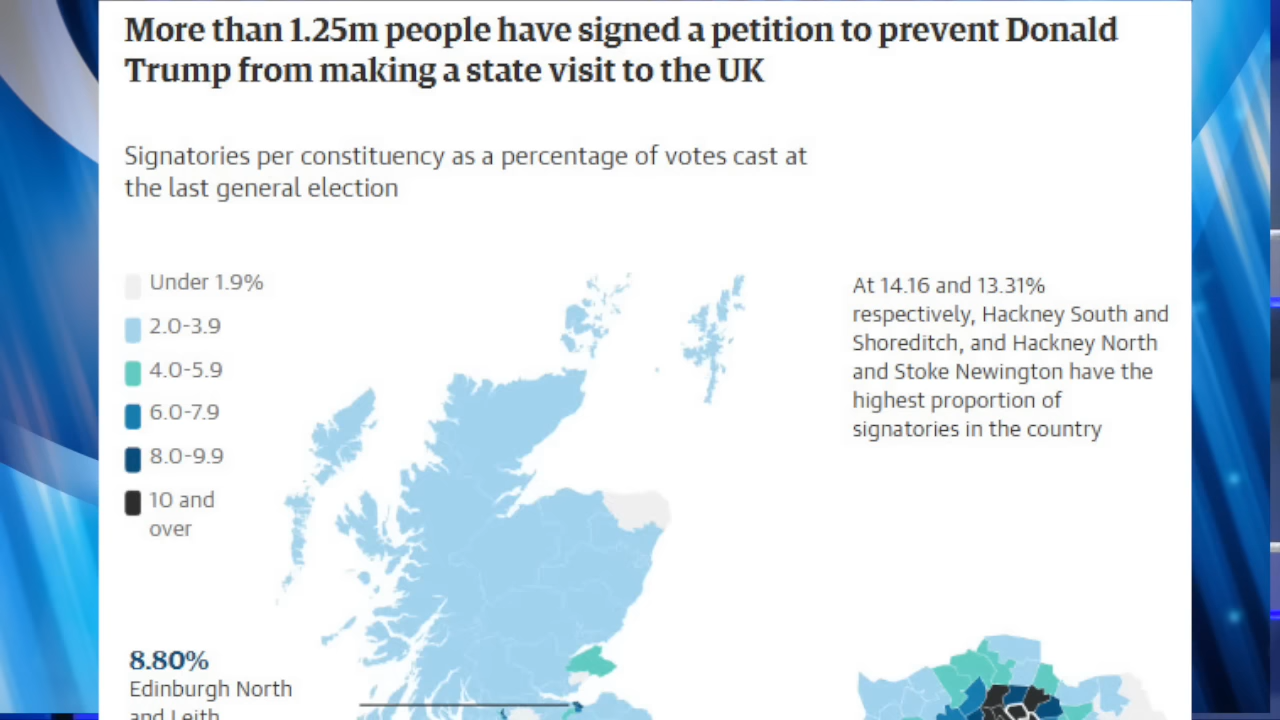 More than 1.25m people have signed a petition to prevent Donald
Trump from making a state visit to the UK
Signatories per constituency as a percentage of votes cast at
the last general election
Under 1.9%
2.0-3.9
4.0-5.9
6.0-7.9
8.0-9.9
10 and
over
At 14.16 and 13.31%
respectively, Hackney South and
Shoreditch, and Hackney North
and Stoke Newington have the
highest proportion of
signatories in the country
8.80%
Edinburgh North
and Leith